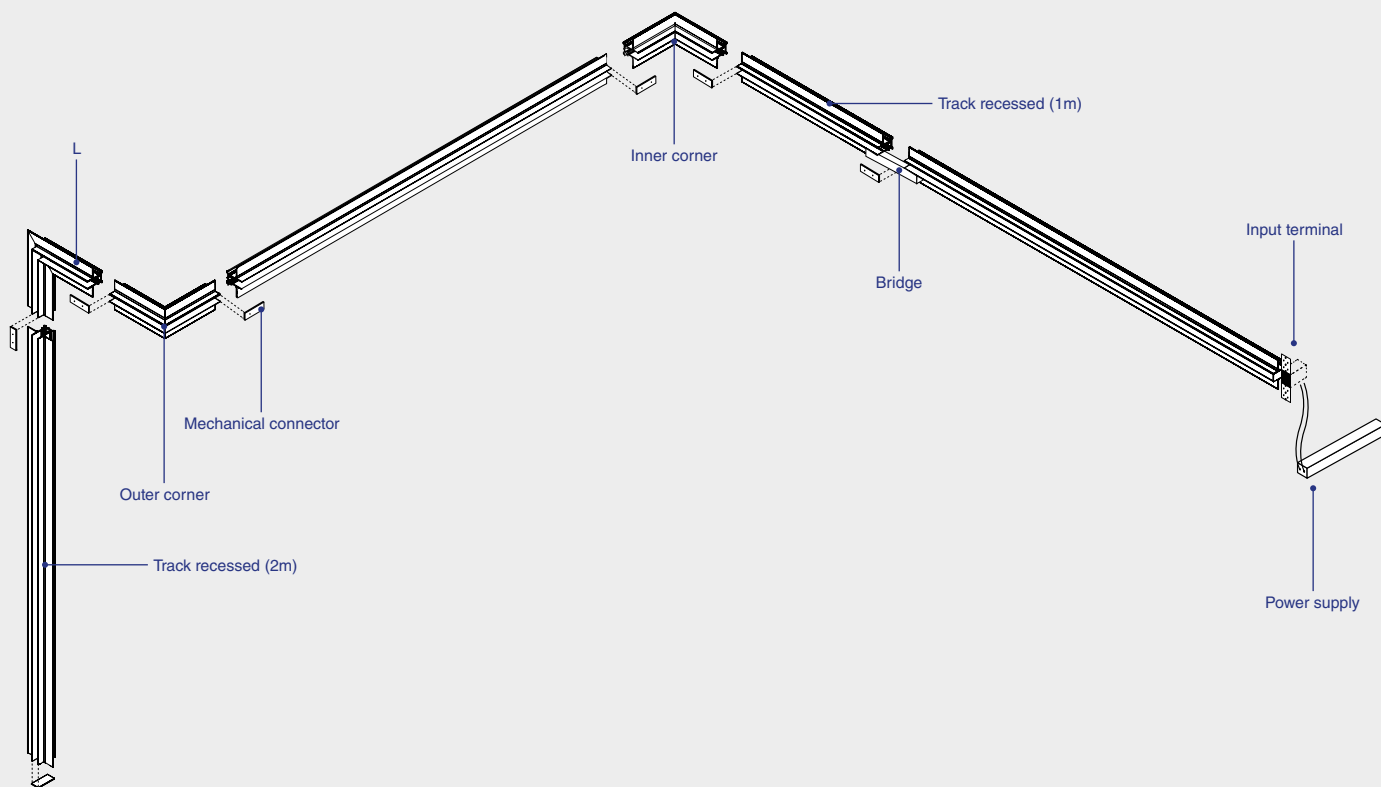 Track recessed (1m)
L
Inner corner
Input terminal
Bridge
Mechanical connector
Outer corner
Track recessed (2m)
Power supply